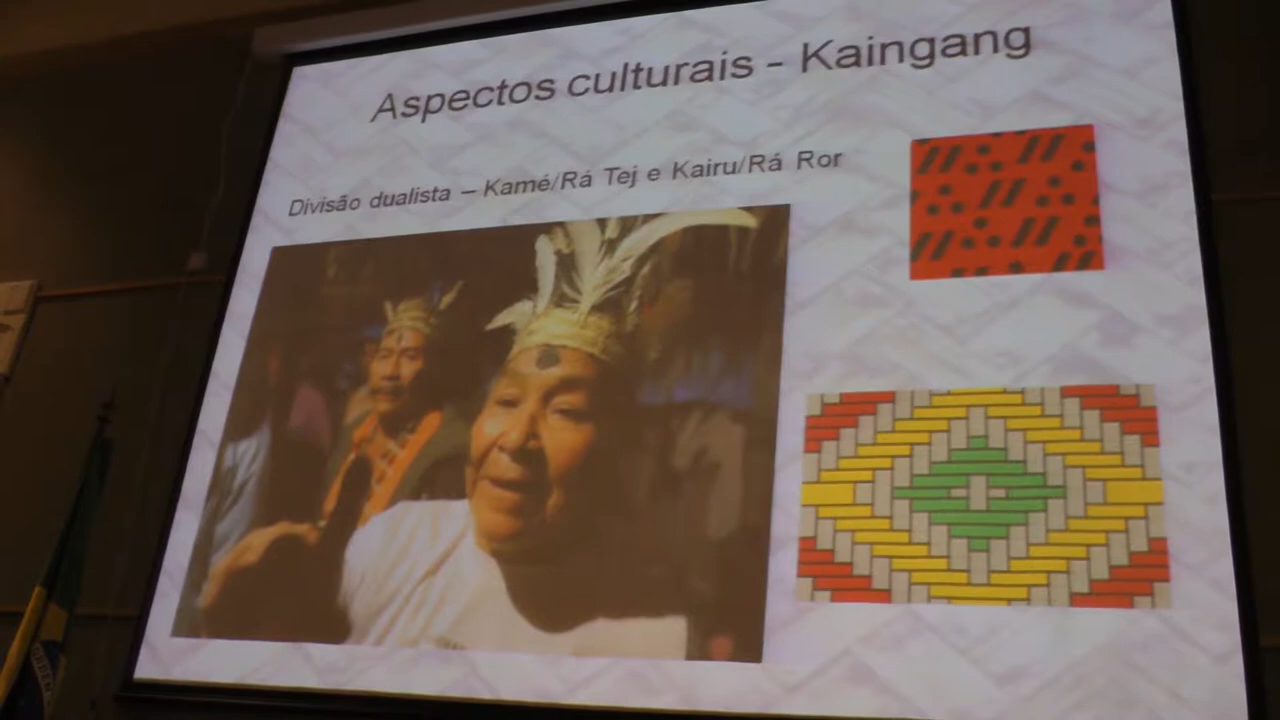 Aspectos culturais - Kaingang
Divisão dualista – Kamé/Rá Tej e Kairu/Rá Ror